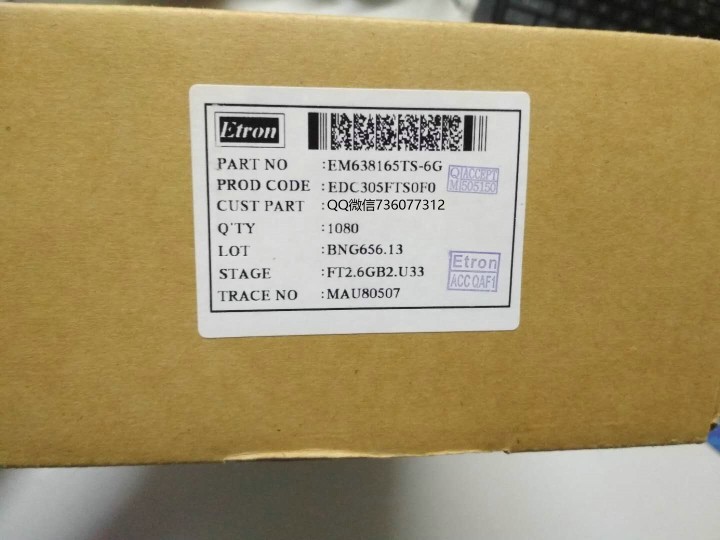 Etron
PART NO :EM638165TS-6G
PROD CODE :EDC305FTS0F0
CUST PART :QQ微信736077312
Q'TY :1080
LOT :BNG656.13
STAGE :FT2.6GB2.U33
TRACE NO :MAU80507
Q ACCEPT
M505150
Etron
ACC QAF1